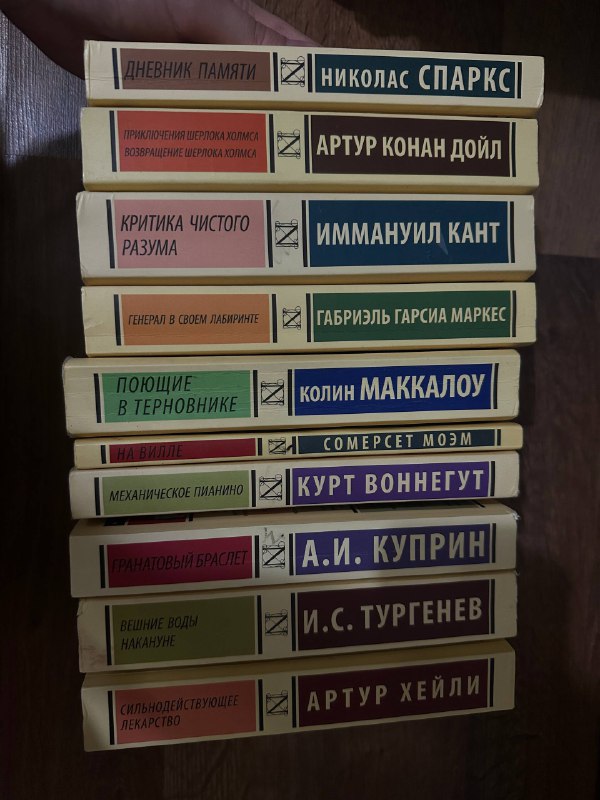 ДНЕВНИК ПАМЯТИ
НИКОЛАС СПАРКС
ПРИКЛЮЧЕНИЯ ШЕРЛОКА ХОЛМСА
ВОЗВРАЩЕНИЕ ШЕРЛОКА ХОЛМСА
АРТУР КОНАН ДОЙЛ
КРИТИКА ЧИСТОГО
РАЗУМА
ИММАНУИЛ КАНТ
ГЕНЕРАЛ В СВОЕМ ЛАБИРИНТЕ
ГАБРИЭЛЬ ГАРСИА МАРКЕС
ПОЮЩИЕ
В ТЕРНОВНИКЕ
КОЛИН МАККАЛОУ
НА ВИЛЛЕ
СОМЕРСЕТ МОЭМ
МЕХАНИЧЕСКОЕ ПИАНИНО
КУРТ ВОННЕГУТ
ГРАНАТОВЫЙ БРАСЛЕТ
А.И. КУПРИН
ВЕШНИЕ ВОДЫ
НАКАНУНЕ
И.С. ТУРГЕНЕВ
СИЛЬНОДЕЙСТВУЮЩЕЕ
ЛЕКАРСТВО
АРТУР ХЕЙЛИ